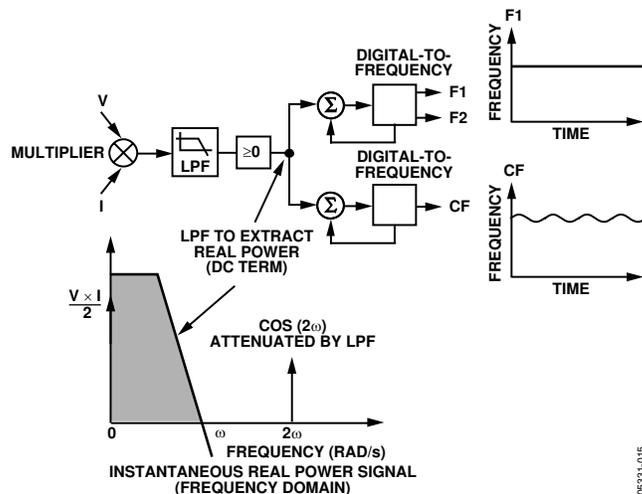 F1
DIGITAL-TO-
FREQUENCY
F1
F2
FREQUENCY
TIME
V
MULTIPLIER
I
LPF
≥0
Σ
DIGITAL-TO-
FREQUENCY
Σ
CF
CF
FREQUENCY
TIME
LPF TO EXTRACT
REAL POWER
(DC TERM)
V × I
2
COS (2ω)
ATTENUATED BY LPF
0
ω
2ω
FREQUENCY (RAD/s)
INSTANTANEOUS REAL POWER SIGNAL
(FREQUENCY DOMAIN)